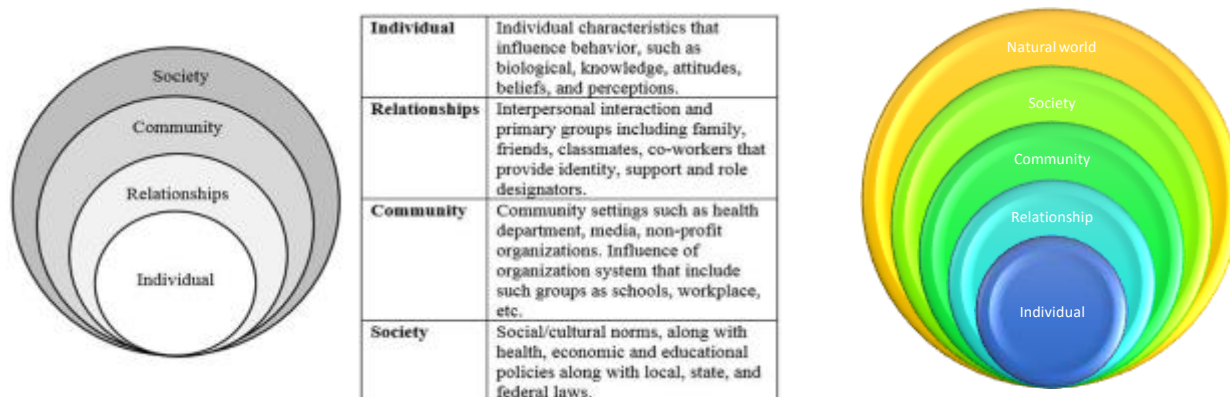 Society
Community
Relationships
Individual
Individual
Individual characteristics that
influence behavior, such as
biological, knowledge, attitudes,
beliefs, and perceptions.
Relationships
Interpersonal interaction and
primary groups including family,
friends, classmates, co-workers that
provide identity, support and role
designators.
Community
Community settings such as health
department, media, non-profit
organizations. Influence of
organization system that include
such groups as schools, workplace,
etc.
Society
Social/cultural norms, along with
health, economic and educational
policies along with local, state, and
federal laws.
Natural world
Society
Community
Relationship
Individual